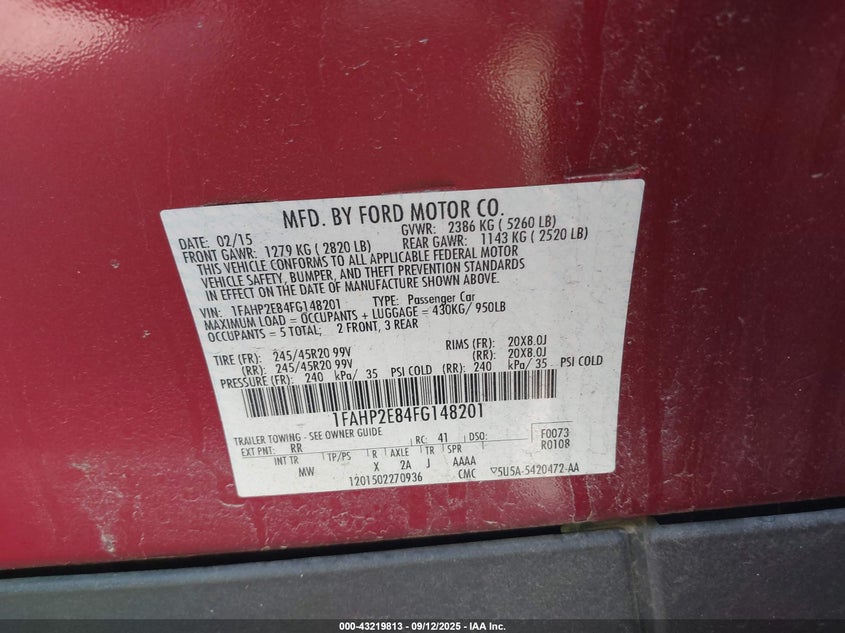 MFD. BY FORD MOTOR CO.
DATE: 02/15 GVWR: 2386 KG ( 5260 LB)
FRONT GAWR: 1279 KG ( 2820 LB) REAR GAWR: 1143 KG ( 2520 LB)
THIS VEHICLE CONFORMS TO ALL APPLICABLE FEDERAL MOTOR
VEHICLE SAFETY, BUMPER, AND THEFT PREVENTION STANDARDS
IN EFFECT ON THE DATE OF MANUFACTURE SHOWN ABOVE.
VIN: 1FAHP2E84FG148201 TYPE: Passenger Car
MAXIMUM LOAD = OCCUPANTS + LUGGAGE = 430KG/ 950LB
OCCUPANTS = 5 TOTAL; 2 FRONT, 3 REAR
TIRE (FR): 245/45R20 99V RIMS (FR): 20X8.0J
(RR): 245/45R20 99V (RR): 20X8.0J
PRESSURE (FR): 240 kPa/ 35 PSI COLD (RR): 240 kPa/ 35 PSI COLD
1FAHP2E84FG148201
TRAILER TOWING - SEE OWNER GUIDE
EXT PNT: RR RC: 41 DSO: F0073
INT TR TP/PS R AXLE TR SPR R0108
MW X 2A J AAAA
1201502270936 CMC 5U5A-5420472-AA
000-43219813 - 09/12/2025 - IAA Inc.